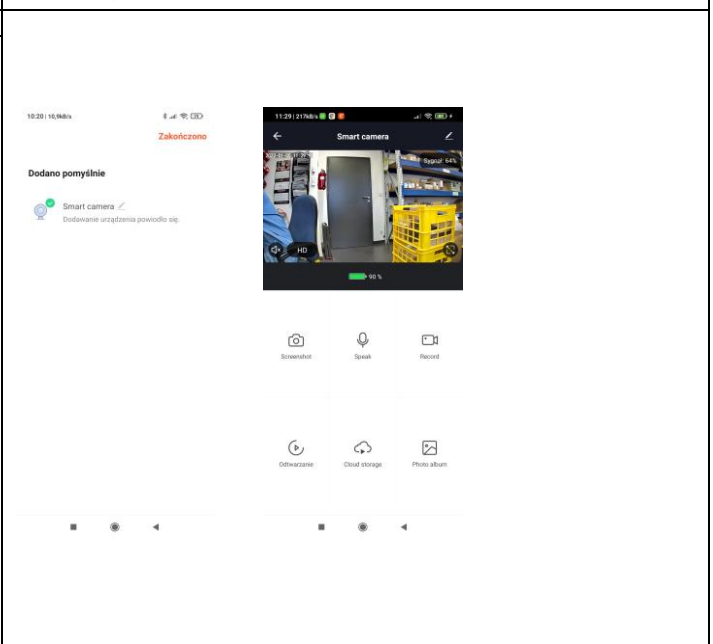 10:20 | 10,9kB/s
Zakończono
Dodano pomyślnie
Smart camera
Dodawanie urządzenia powiodło się.
11:29 | 217kB/s
Smart camera
Sygnał: 64%
HD
90 %
Screenshot Speak Record
Odtwarzanie Cloud storage Photo album